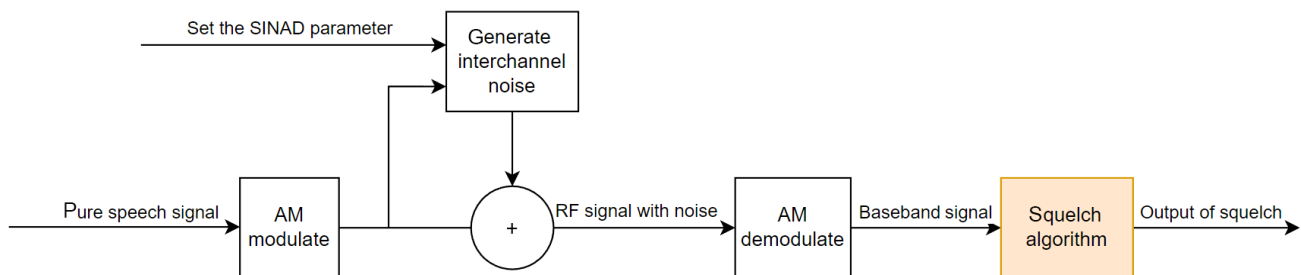 Set the SINAD parameter
Generate
interchannel
noise
Pure speech signal
AM
modulate
+
RF signal with noise
AM
demodulate
Baseband signal
Squelch
algorithm
Output of squelch